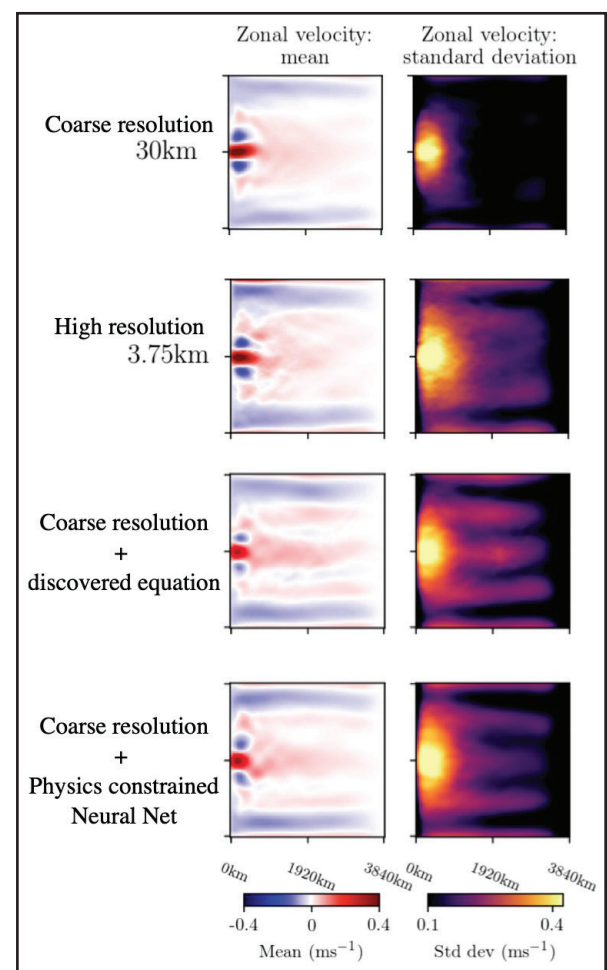 Zonal velocity:
mean
Zonal velocity:
standard deviation
Coarse resolution
30km
High resolution
3.75km
Coarse resolution
+
discovered equation
Coarse resolution
+
Physics constrained
Neural Net
0km
1920km
3840km
0km
1920km
3840km
-0.4
0
0.4
0.1
0.4
Mean (ms⁻¹)
Std dev (ms⁻¹)